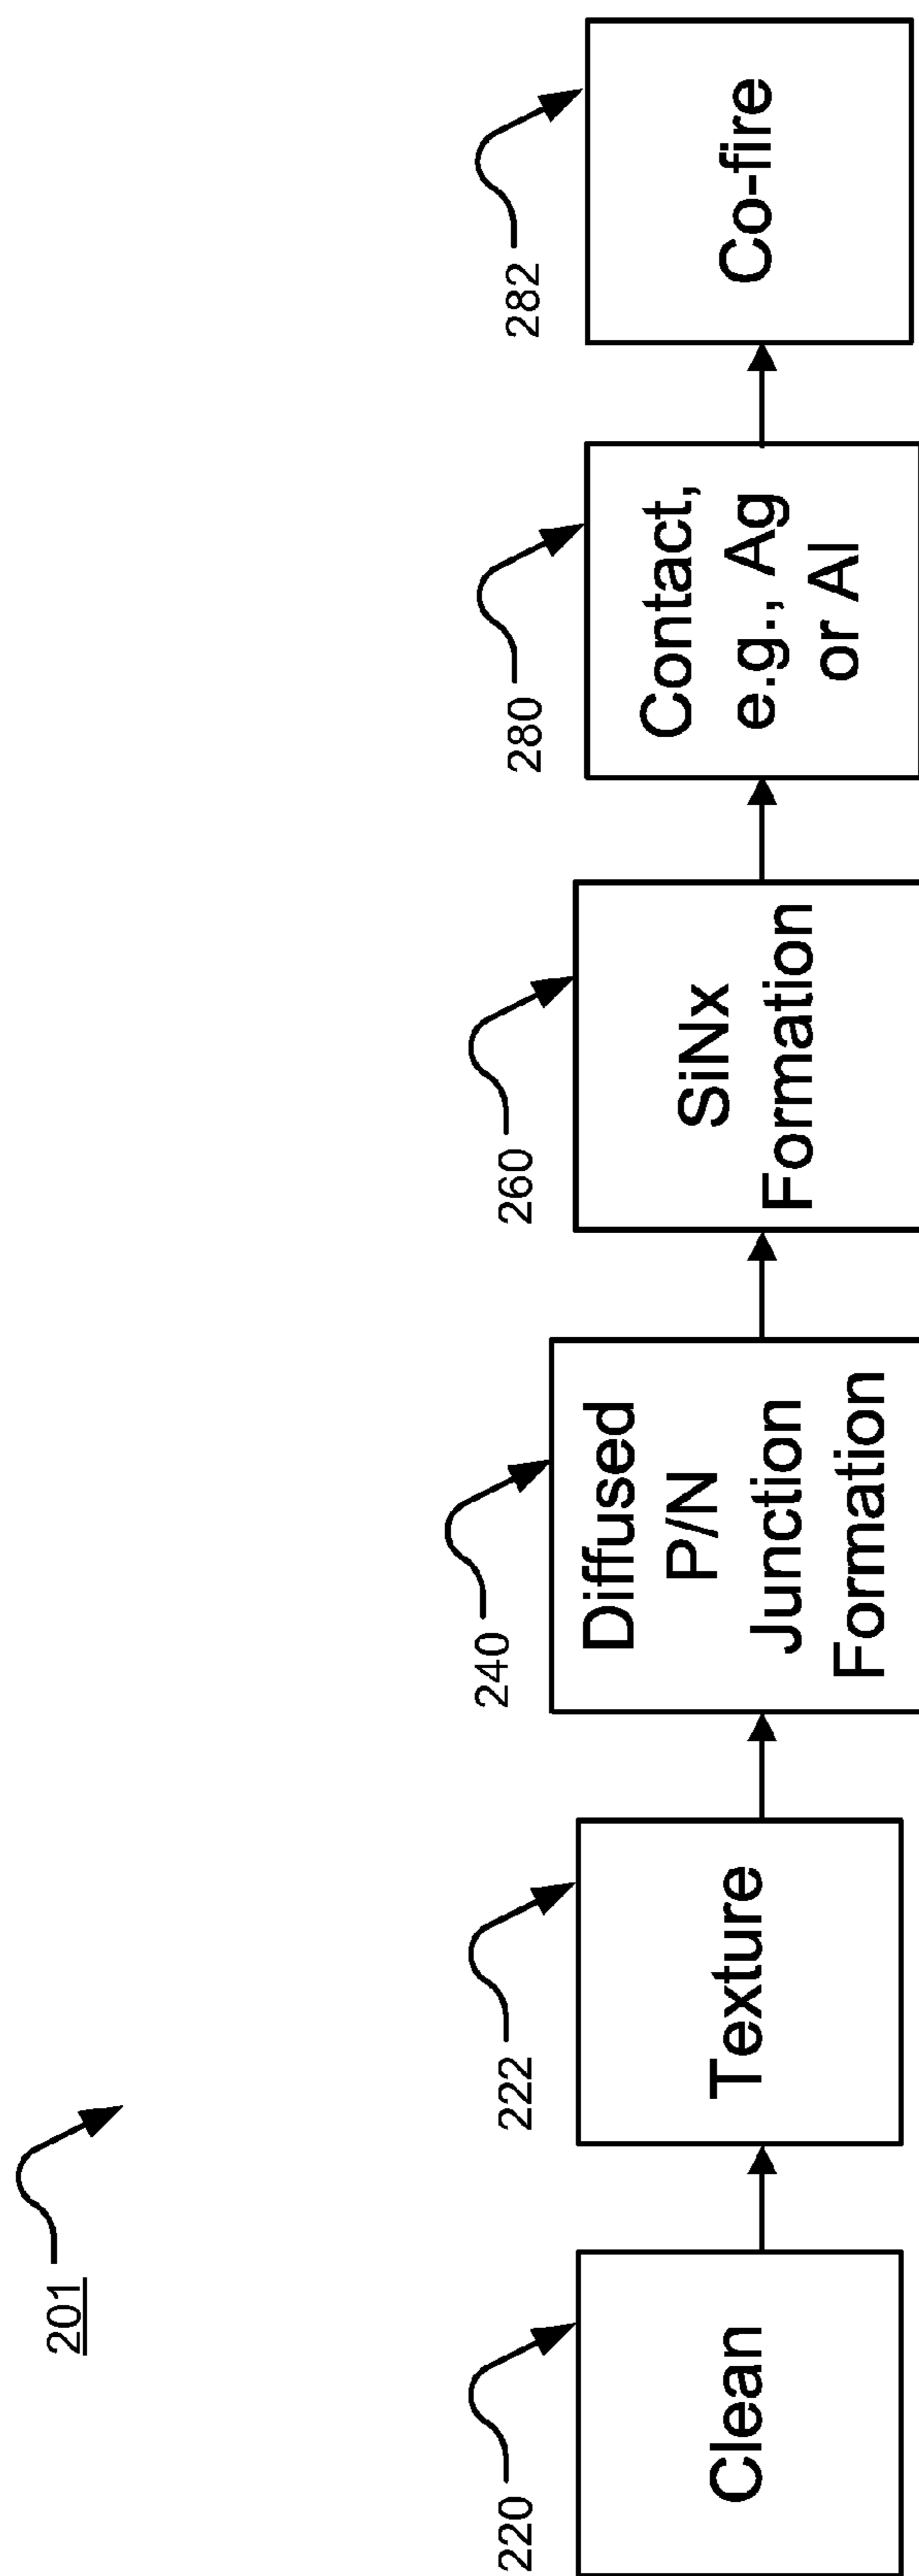 201
220
Clean
222
Texture
240
Diffused
P/N
Junction
Formation
260
SiNx
Formation
280
Contact,
e.g., Ag
or Al
282
Co-fire